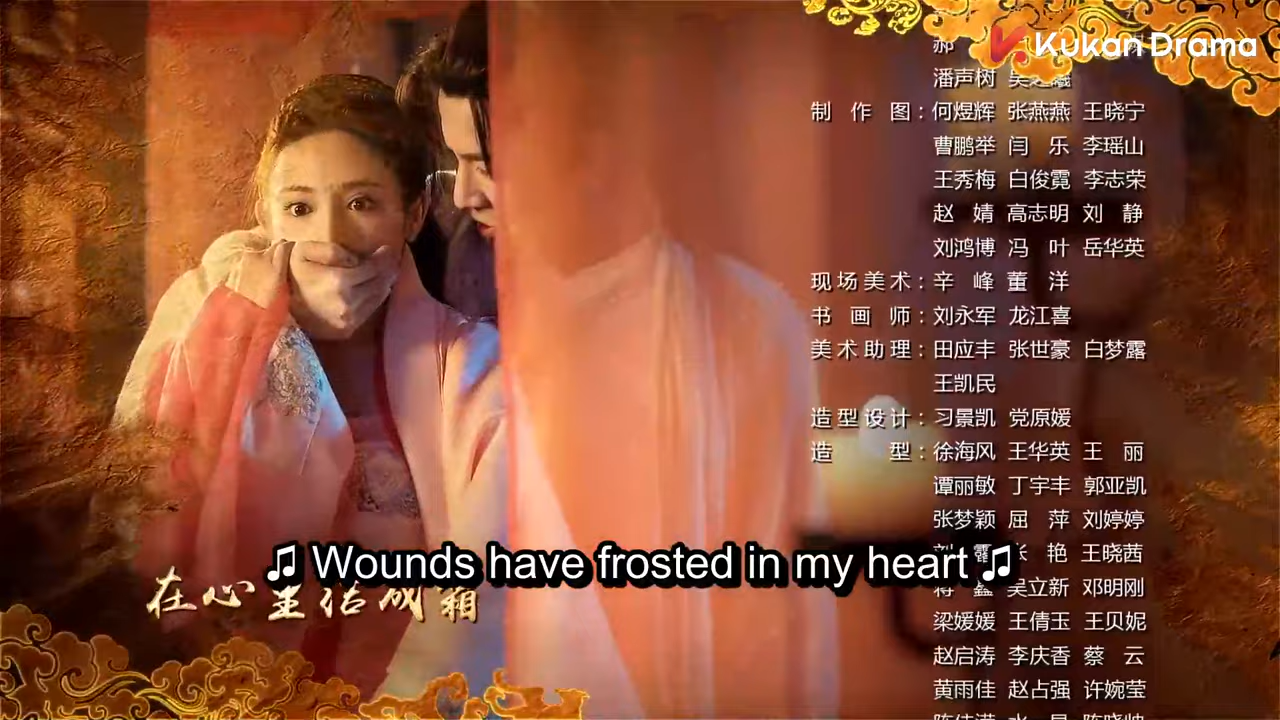 Kukan Drama
郝
潘声树
制作图：何煜辉 张燕燕 王晓宁
曹鹏举 闫乐 李瑶山
王秀梅 白俊霓 李志荣
赵婧 高志明 刘静
刘鸿博 冯叶 岳华英
现场美术：辛峰 董洋
书画师：刘永军 龙江喜
美术助理：田应丰 张世豪 白梦露
王凯民
造型设计：习景凯 党原媛
造型：徐海风 王华英 王丽
谭丽敏 丁宇丰 郭亚凯
张梦颖 屈萍 刘婷婷
艳 王晓茜
♫ Wounds have frosted in my heart ♫
在心里结成霜
吴立新 邓明刚
梁媛媛 王倩玉 王贝妮
赵启涛 李庆香 蔡云
黄雨佳 赵占强 许婉莹